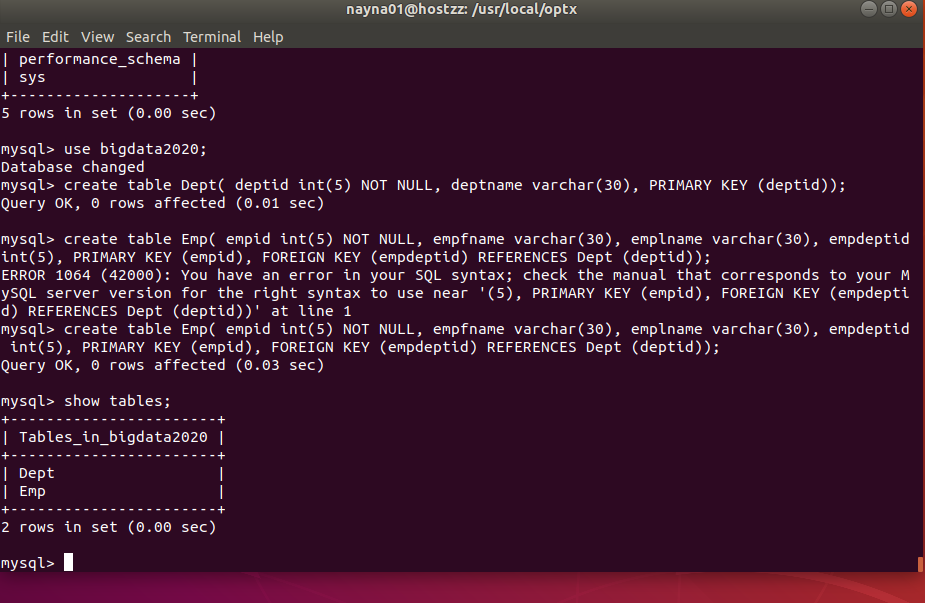 nayna01@hostzz: /usr/local/optx
File Edit View Search Terminal Help
| performance_schema |
| sys                |
+--------------------+
5 rows in set (0.00 sec)

mysql> use bigdata2020;
Database changed
mysql> create table Dept( deptid int(5) NOT NULL, deptname varchar(30), PRIMARY KEY (deptid));
Query OK, 0 rows affected (0.01 sec)

mysql> create table Emp( empid int(5) NOT NULL, empfname varchar(30), emplname varchar(30), empdeptid
int(5), PRIMARY KEY (empid), FOREIGN KEY (empdeptid) REFERENCES Dept (deptid));
ERROR 1064 (42000): You have an error in your SQL syntax; check the manual that corresponds to your M
ySQL server version for the right syntax to use near '(5), PRIMARY KEY (empid), FOREIGN KEY (empdepti
d) REFERENCES Dept (deptid))' at line 1
mysql> create table Emp( empid int(5) NOT NULL, empfname varchar(30), emplname varchar(30), empdeptid
 int(5), PRIMARY KEY (empid), FOREIGN KEY (empdeptid) REFERENCES Dept (deptid));
Query OK, 0 rows affected (0.03 sec)

mysql> show tables;
+-----------------------+
| Tables_in_bigdata2020 |
+-----------------------+
| Dept                  |
| Emp                   |
+-----------------------+
2 rows in set (0.00 sec)

mysql>